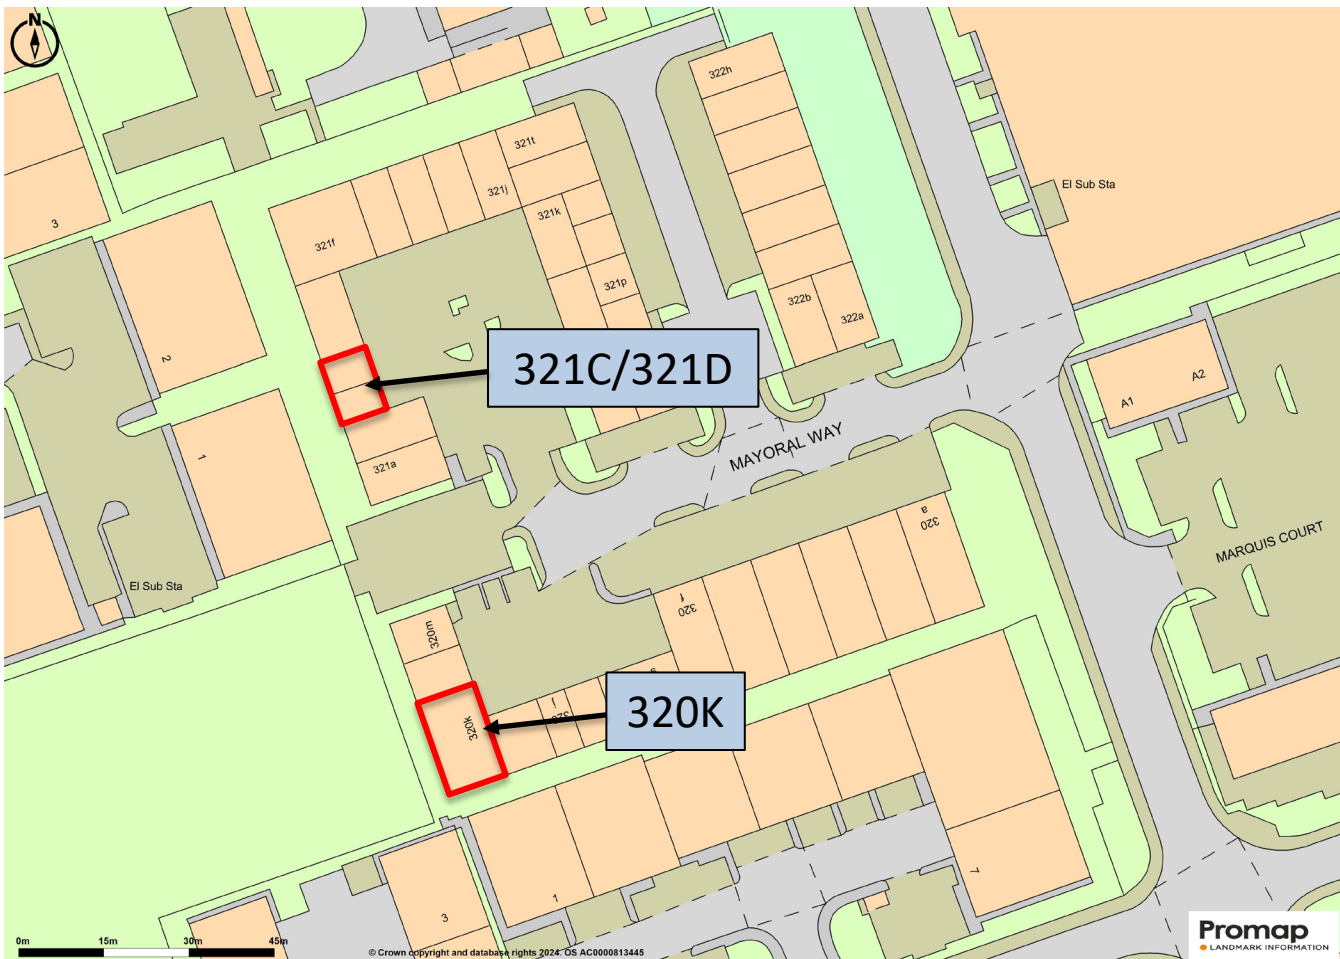 N
322h
321t
El Sub Sta
321j
3
321k
321f
321p
322b
322a
2
321C/321D
A2
A1
MAYORAL WAY
1
321a
320
a
MARQUIS COURT
El Sub Sta
320
f
320m
320K
j
320k
7
3
1
0m 15m 30m 45m
© Crown copyright and database rights 2024. OS AC0000813445
Promap
LANDMARK INFORMATION